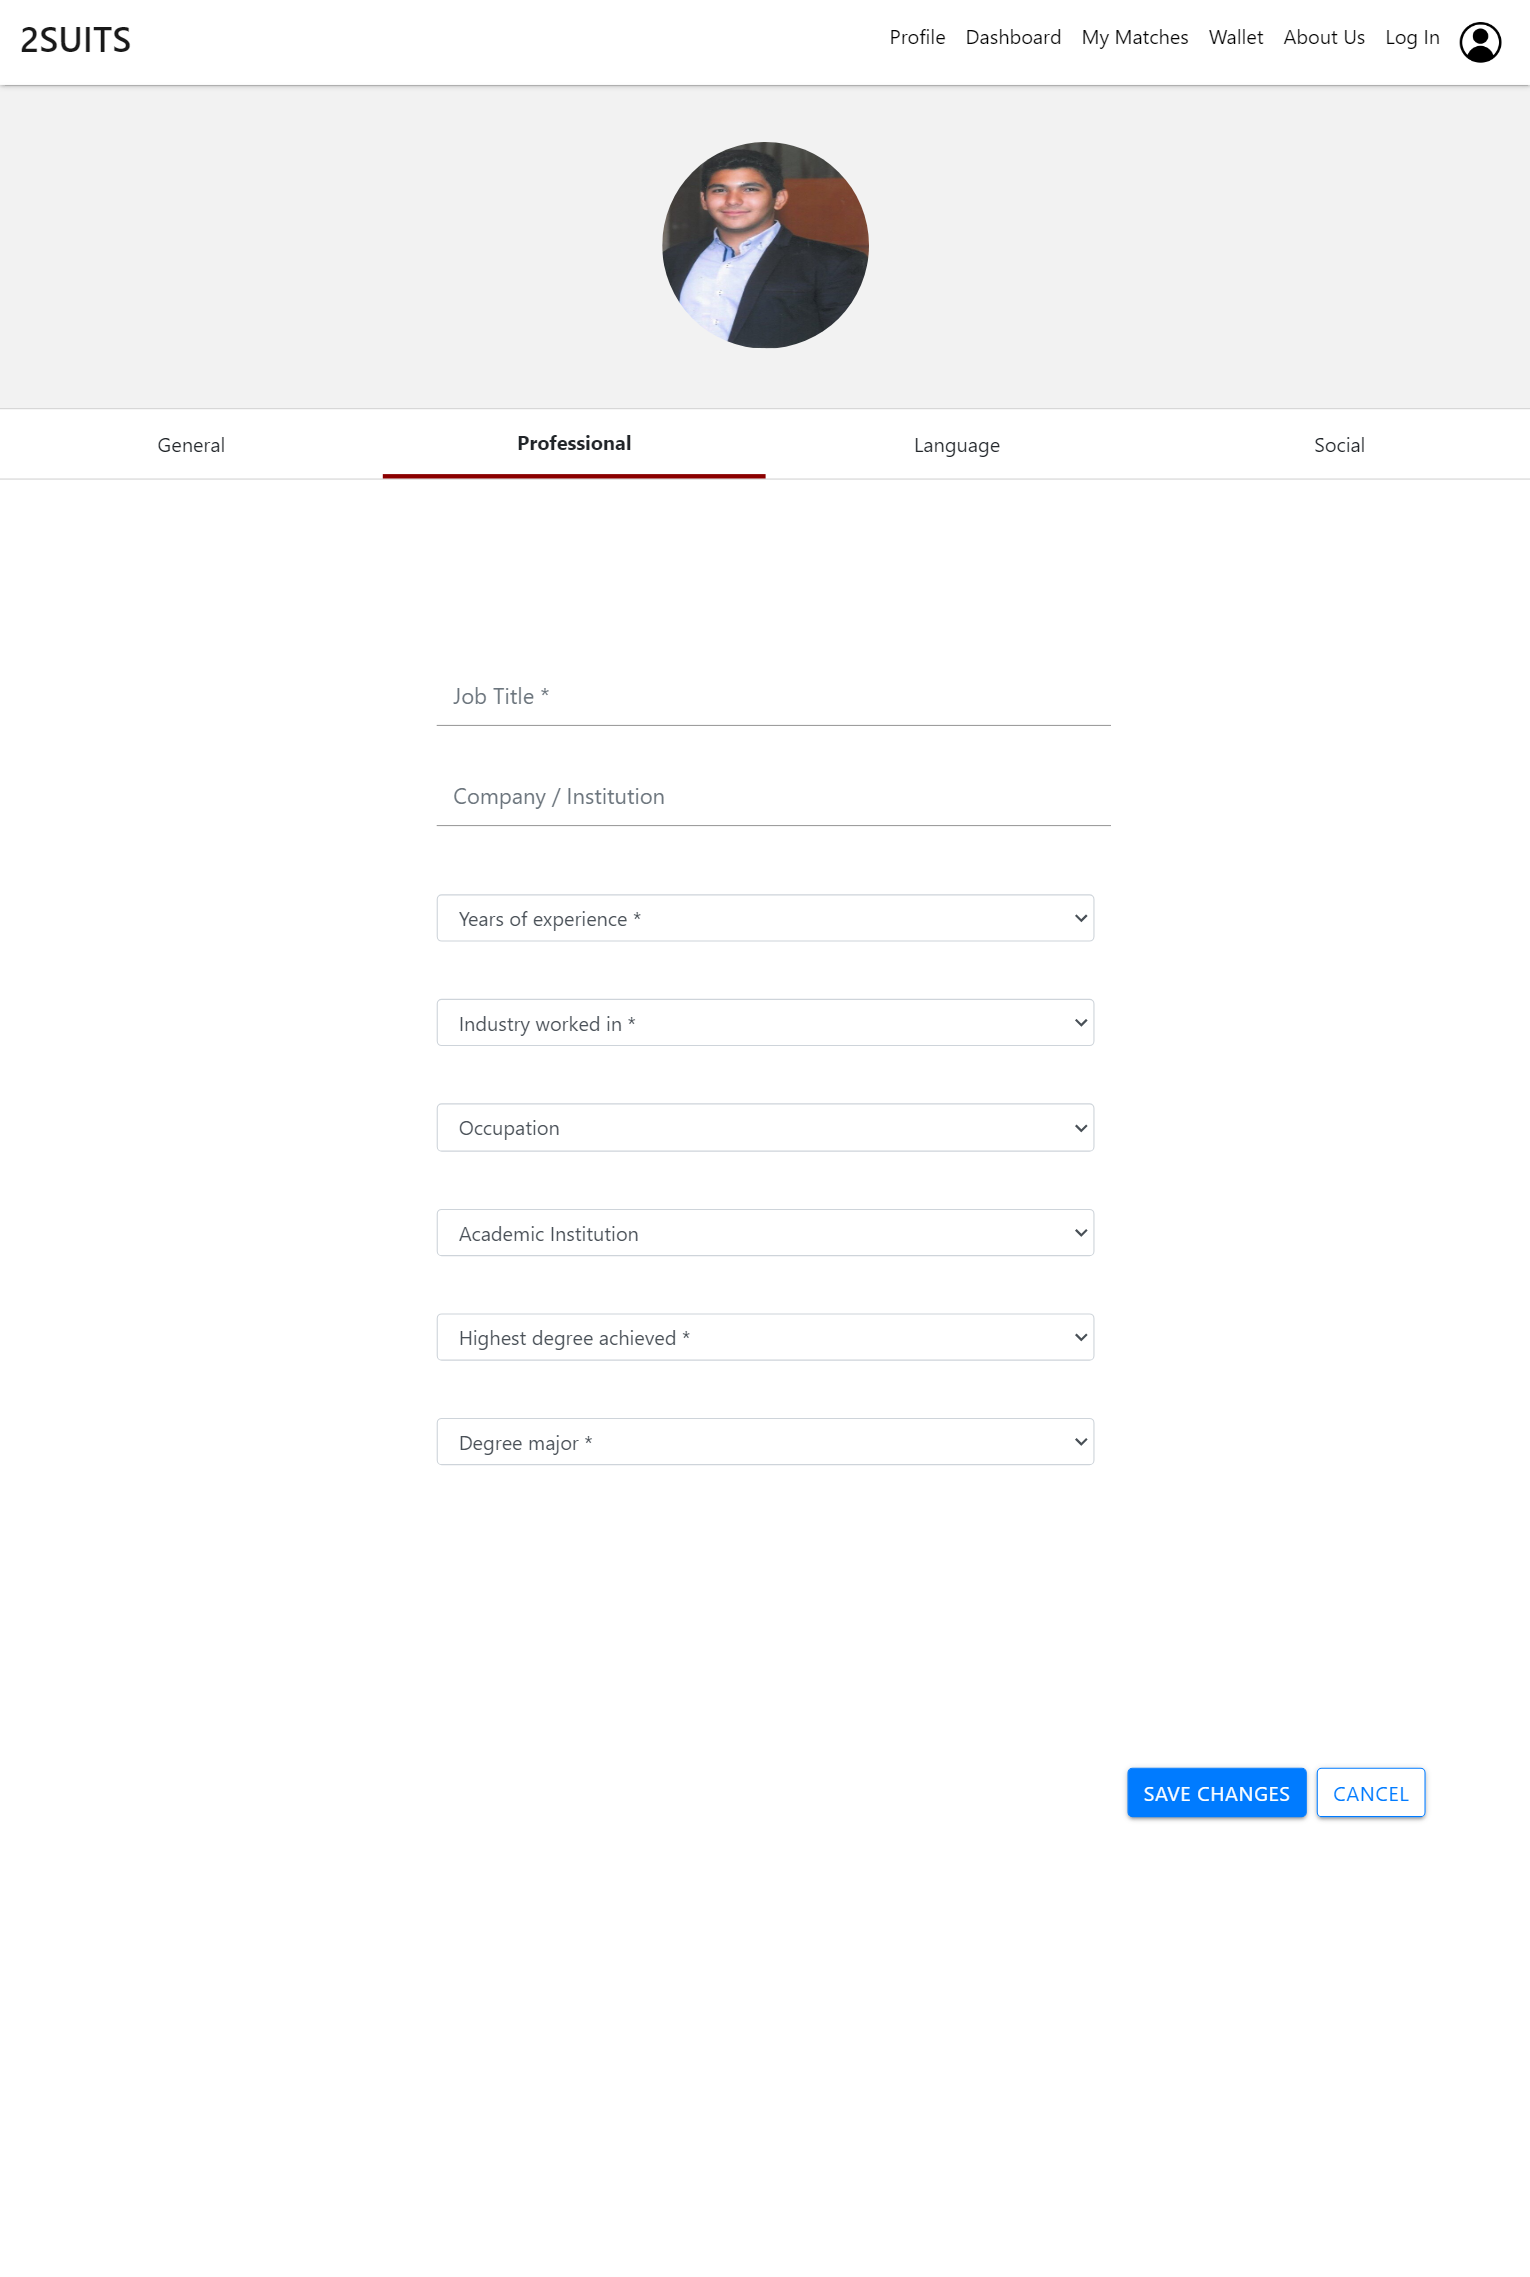 2SUITS
Profile Dashboard My Matches Wallet About Us Log In
General Professional Language Social
Job Title *
Company / Institution
Years of experience *
Industry worked in *
Occupation
Academic Institution
Highest degree achieved *
Degree major *
SAVE CHANGES CANCEL